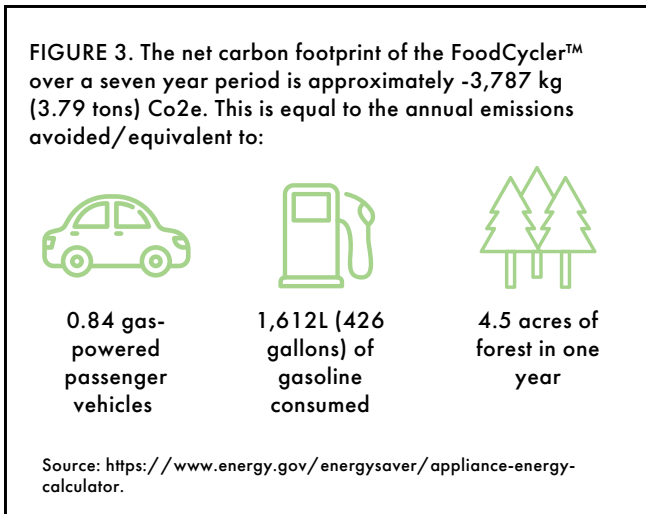 FIGURE 3. The net carbon footprint of the FoodCycler™
over a seven year period is approximately -3,787 kg
(3.79 tons) Co2e. This is equal to the annual emissions
avoided/equivalent to:
0.84 gas-
powered
passenger
vehicles
1,612L (426
gallons) of
gasoline
consumed
4.5 acres of
forest in one
year
Source: https://www.energy.gov/energysaver/appliance-energy-
calculator.